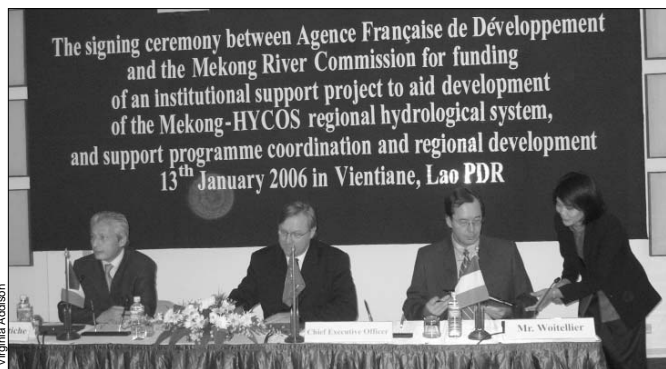 The signing ceremony between Agence Française de Développement
and the Mekong River Commission for funding
of an institutional support project to aid development
of the Mekong-HYCOS regional hydrological system,
and support programme coordination and regional development
13th January 2006 in Vientiane, Lao PDR
Chief Executive Officer
Mr. Woitellier
Virginia Addison